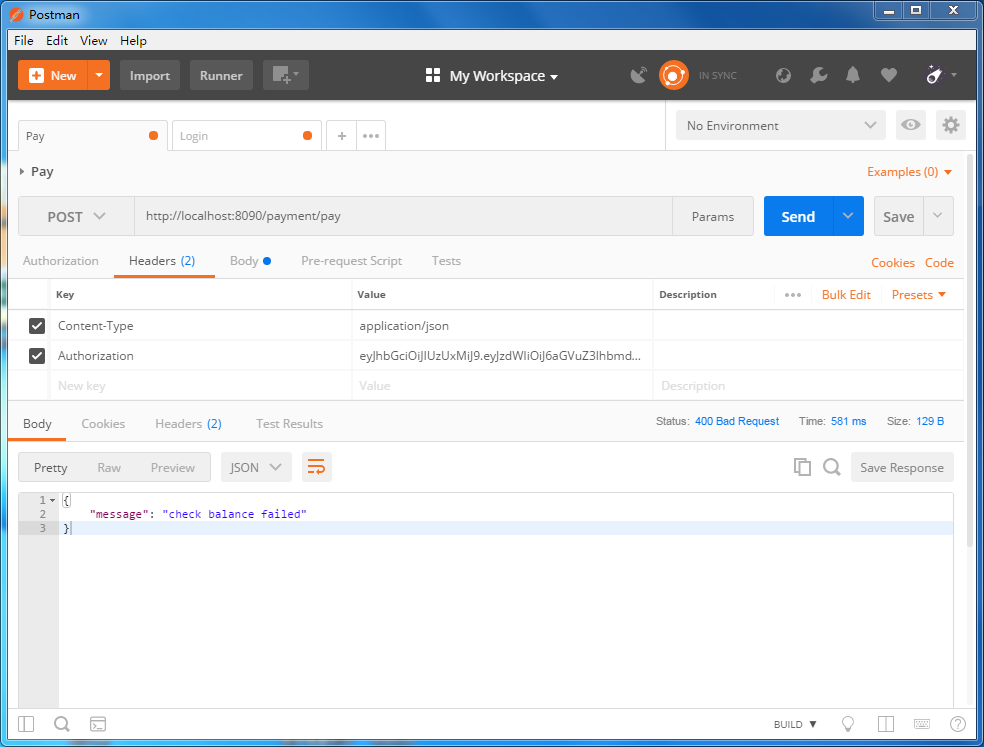 Postman
File Edit View Help
New Import Runner My Workspace IN SYNC
Pay Login + No Environment
Pay Examples (0)
POST http://localhost:8090/payment/pay Params Send Save
Authorization Headers (2) Body Pre-request Script Tests Cookies Code
Key Value Description Bulk Edit Presets
Content-Type application/json
Authorization
New key Value Description
Body Cookies Headers (2) Test Results Status: 400 Bad Request Time: 581 ms Size: 129 B
Pretty Raw Preview JSON Save Response
1 {
2 "message": "check balance failed"
3 }
BUILD